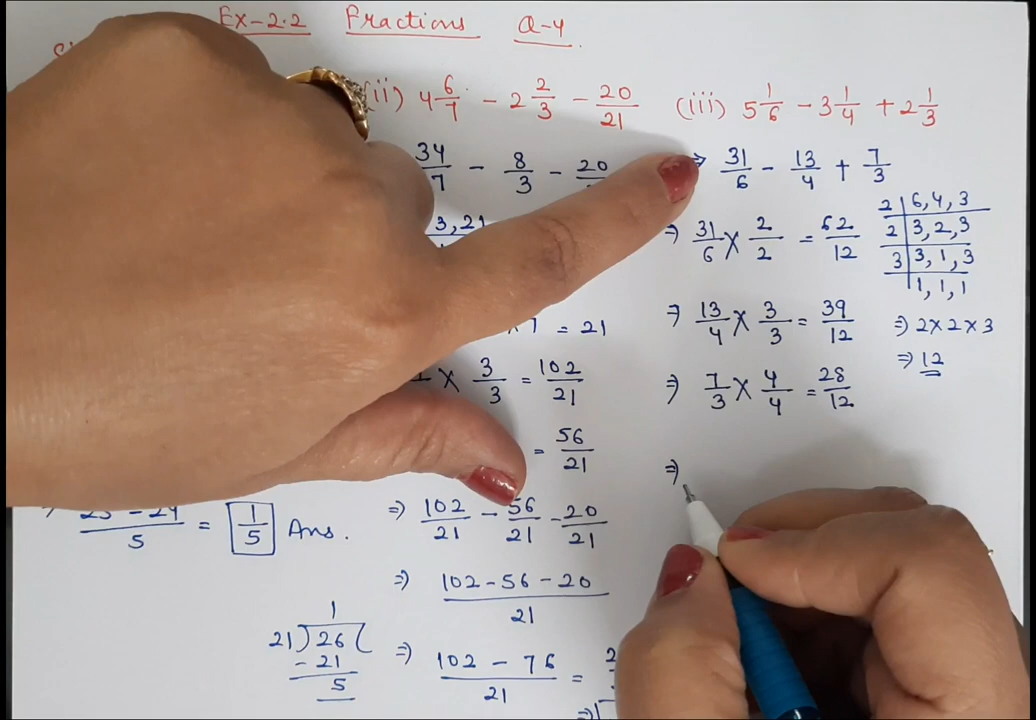 Ex-2.2 Fractions Q-4
(ii) 4 6/7 - 2 2/3 - 20/21
34/7 - 8/3 - 20
3, 21
7 = 21
× 3/3 = 102/21
= 56/21
⇒ 102/21 - 56/21 - 20/21
⇒ (102-56-20)/21
⇒ (102 - 76)/21 =
1
21) 26 (
- 21
5
/5 = 1/5 Ans.
(iii) 5 1/6 - 3 1/4 + 2 1/3
⇒ 31/6 - 13/4 + 7/3
⇒ 31/6 × 2/2 = 62/12
⇒ 13/4 × 3/3 = 39/12
⇒ 7/3 × 4/4 = 28/12
⇒
2 | 6, 4, 3
2 | 3, 2, 3
3 | 3, 1, 3
1, 1, 1
⇒ 2×2×3
⇒ 12